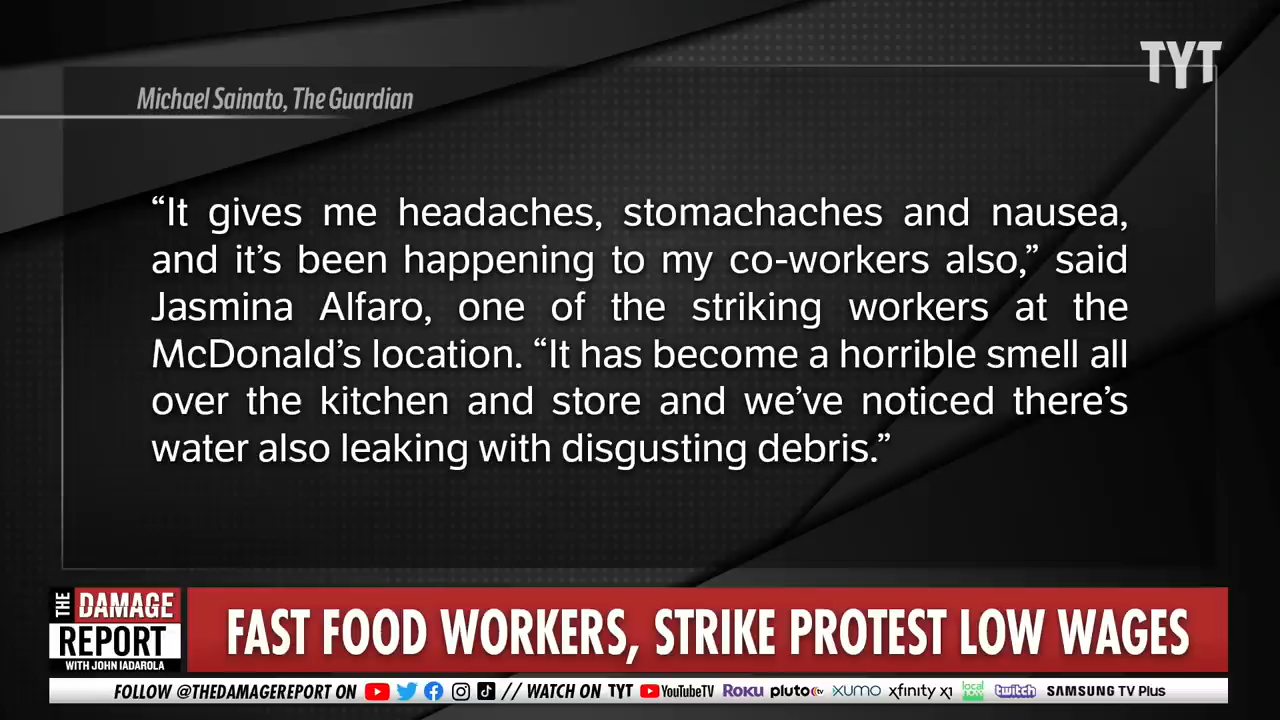 TYT
Michael Sainato, The Guardian
“It gives me headaches, stomachaches and nausea,
and it’s been happening to my co-workers also,” said
Jasmina Alfaro, one of the striking workers at the
McDonald’s location. “It has become a horrible smell all
over the kitchen and store and we’ve noticed there’s
water also leaking with disgusting debris.”
THE DAMAGE
REPORT
WITH JOHN IADAROLA
FAST FOOD WORKERS, STRIKE PROTEST LOW WAGES
FOLLOW @THEDAMAGEREPORT ON // WATCH ON TYT YouTubeTV ROKU pluto tv XUMO xfinity x1 local now twitch SAMSUNG TV Plus